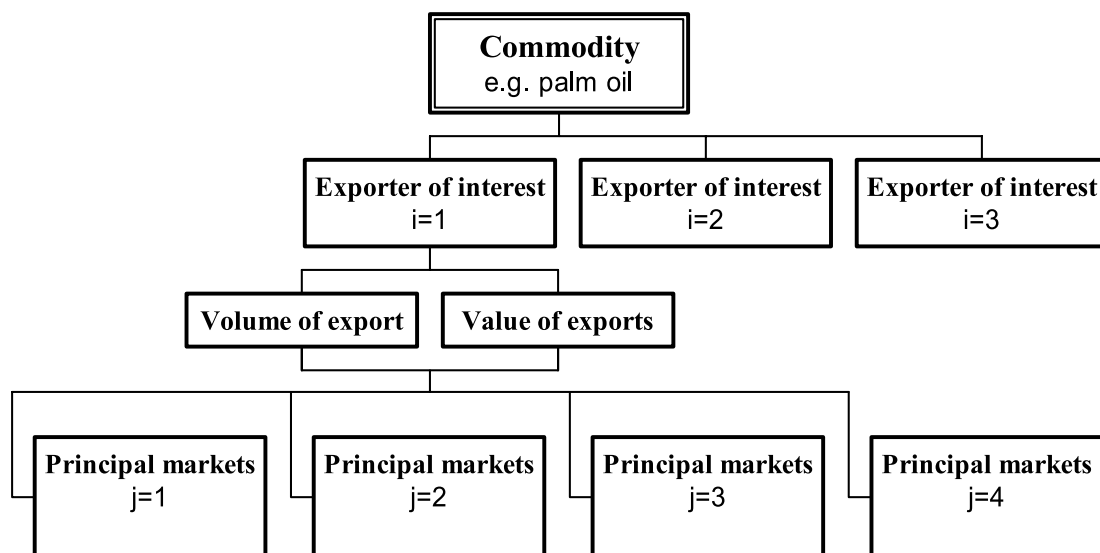 Commodity
e.g. palm oil
Exporter of interest
i=1
Exporter of interest
i=2
Exporter of interest
i=3
Volume of export
Value of exports
Principal markets
j=1
Principal markets
j=2
Principal markets
j=3
Principal markets
j=4